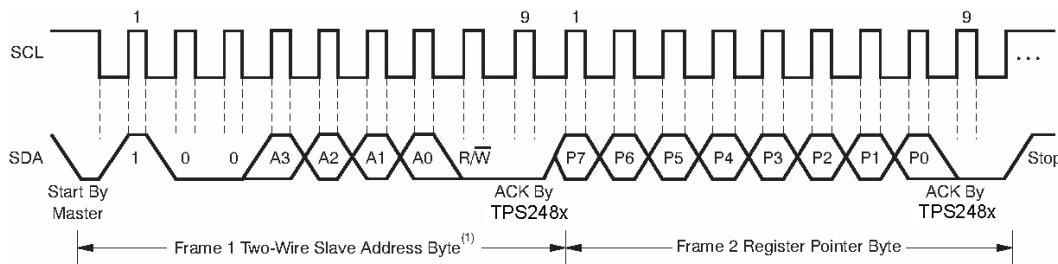 1 9 1 9
SCL ...
SDA 1 0 0 A3 A2 A1 A0 R/W̅ P7 P6 P5 P4 P3 P2 P1 P0 Stop
Start By ACK By ACK By
Master TPS248x TPS248x
Frame 1 Two-Wire Slave Address Byte(1) Frame 2 Register Pointer Byte